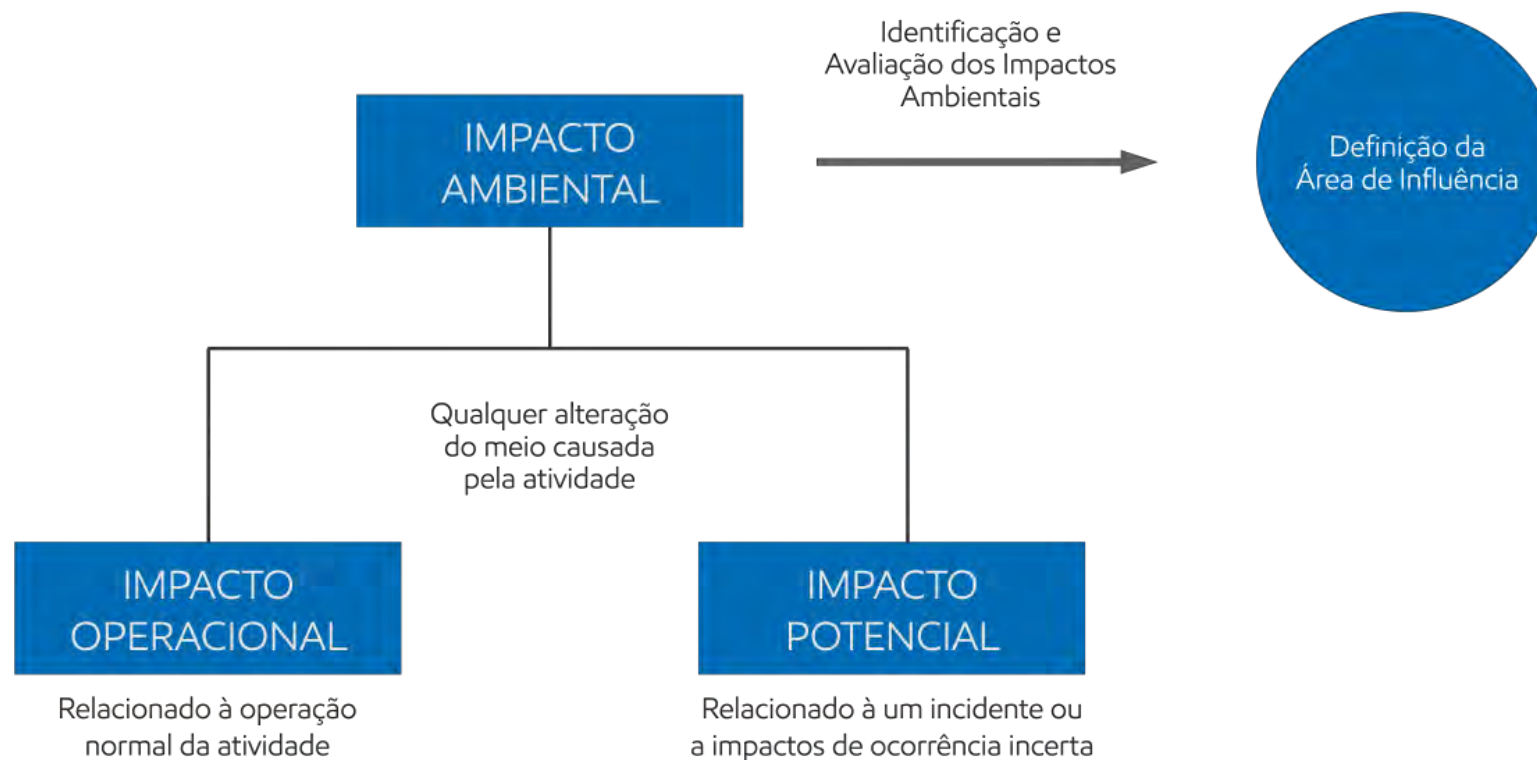 Identificação e
Avaliação dos Impactos
Ambientais
IMPACTO
AMBIENTAL
Definição da
Área de Influência
Qualquer alteração
do meio causada
pela atividade
IMPACTO
OPERACIONAL
Relacionado à operação
normal da atividade
IMPACTO
POTENCIAL
Relacionado à um incidente ou
a impactos de ocorrência incerta